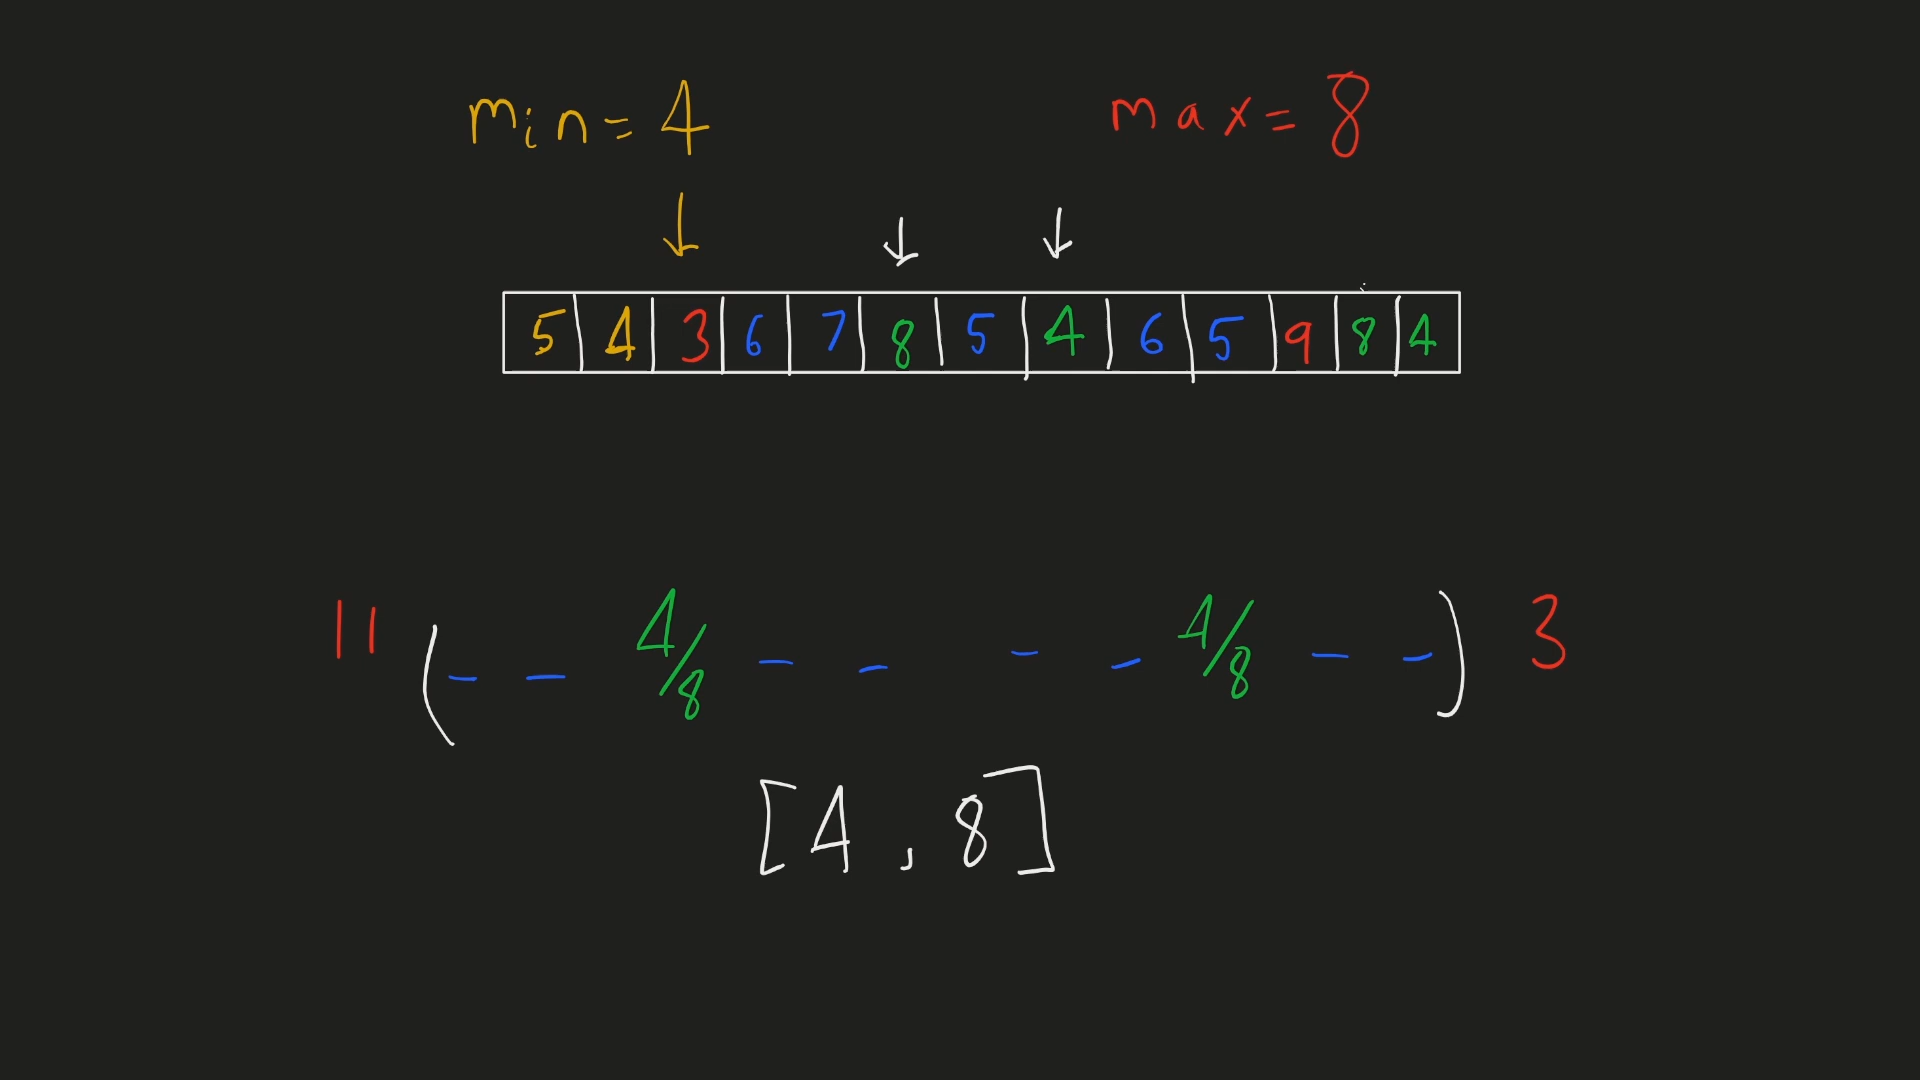 min=4 max=8
5 4 3 6 7 8 5 4 6 5 9 8 4
11 (- - 4/8 - - - - 4/8 - -) 3
[4, 8]